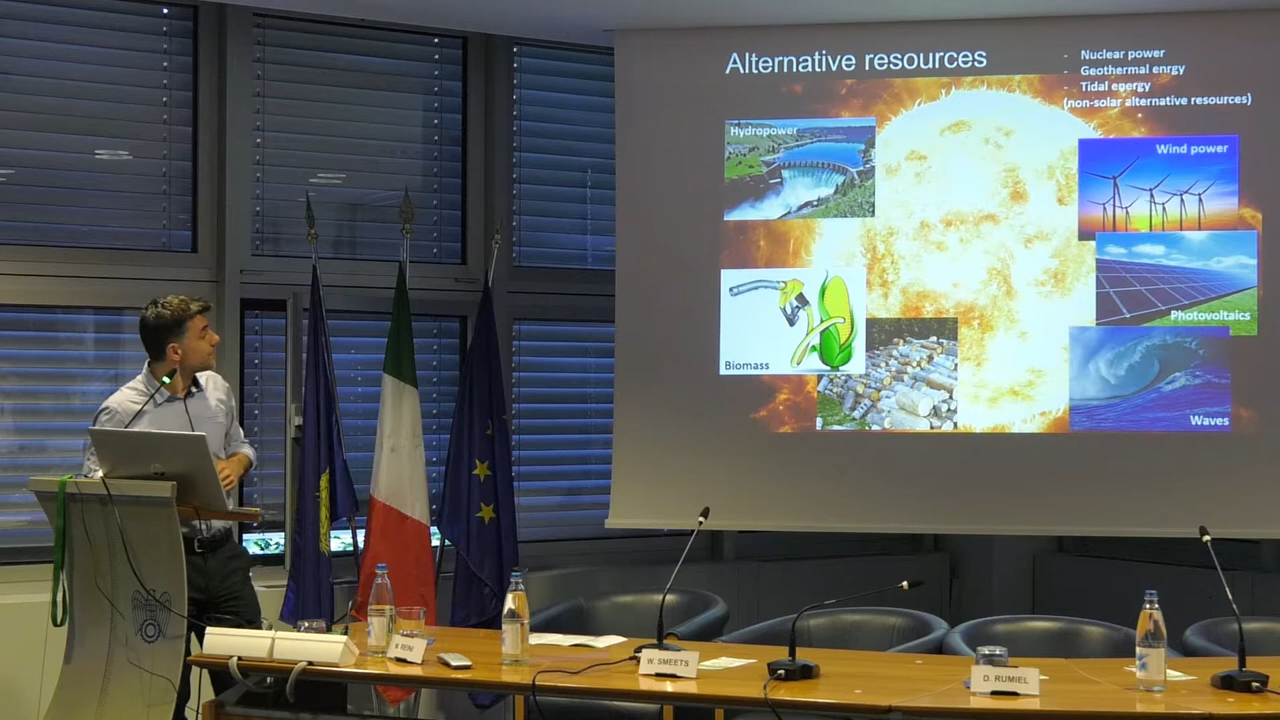 Alternative resources
- Nuclear power
- Geothermal enrgy
- Tidal energy
(non-solar alternative resources)
Hydropower
Wind power
Photovoltaics
Biomass
Waves
W. SMEETS
D. RUMIEL